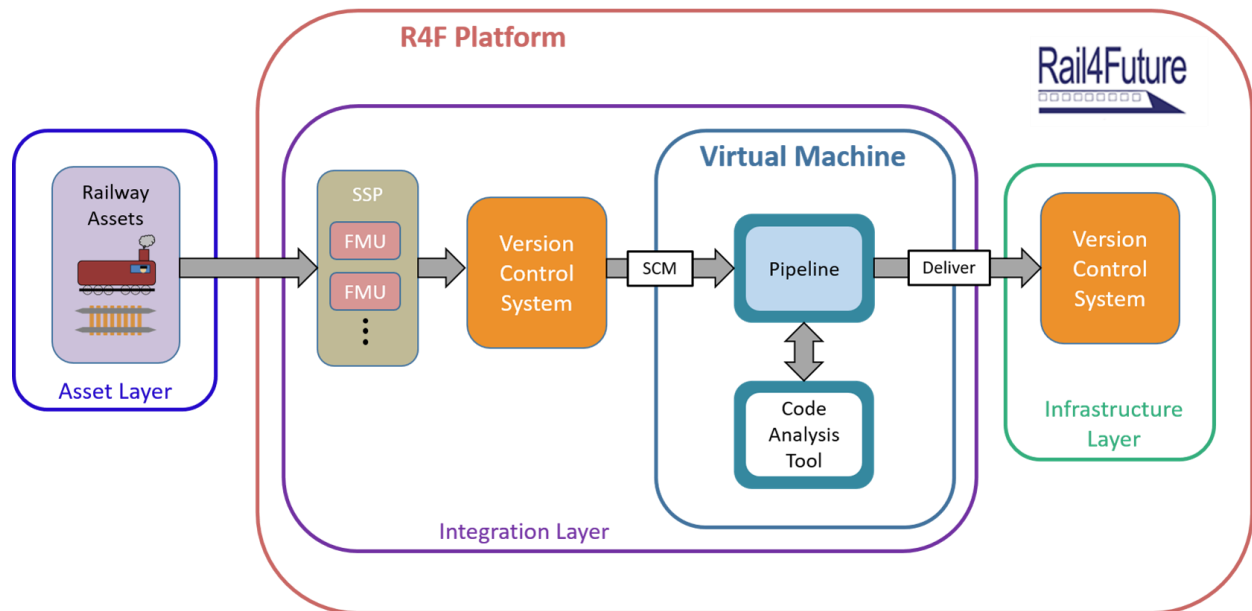 R4F Platform
Rail4Future
Railway
Assets
Asset Layer
SSP
FMU
FMU
Version
Control
System
SCM
Virtual Machine
Pipeline
Code
Analysis
Tool
Integration Layer
Deliver
Version
Control
System
Infrastructure
Layer